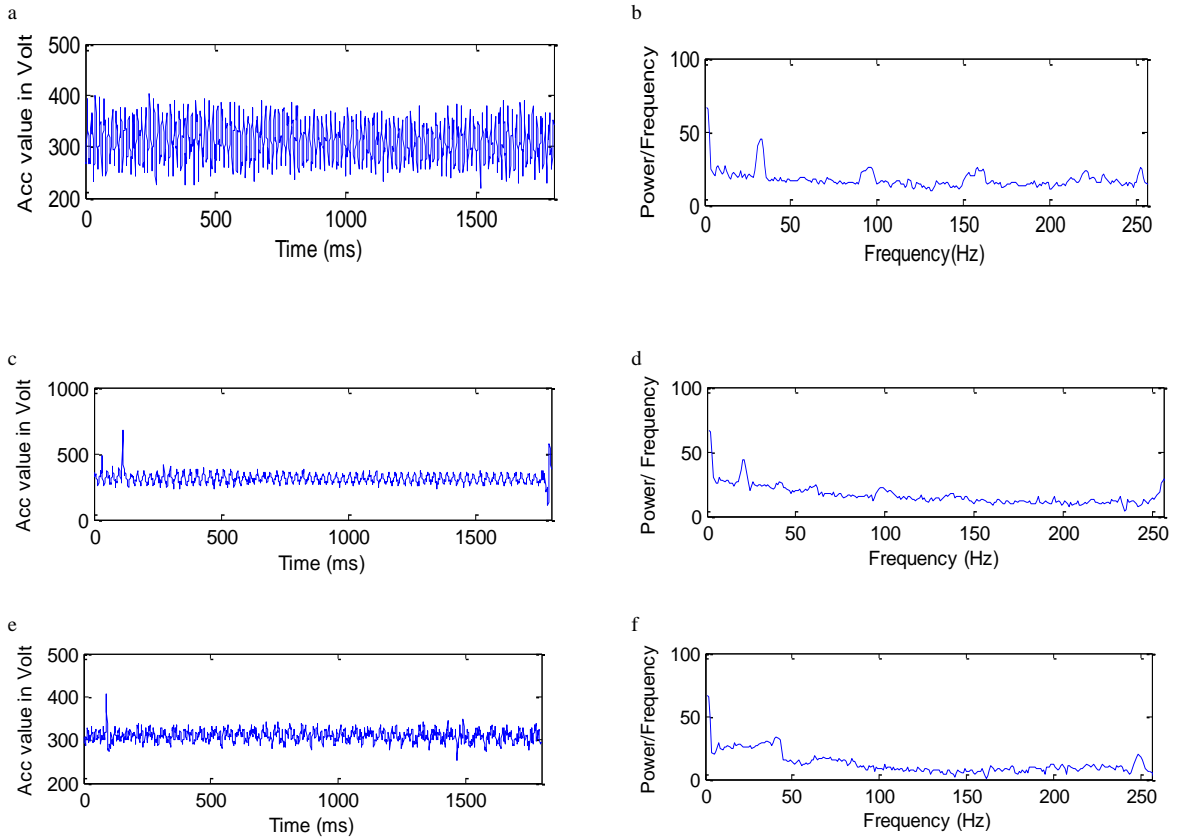 a
Acc value in Volt
500
400
300
200
0 500 1000 1500
Time (ms)
b
Power/Frequency
100
50
0
0 50 100 150 200 250
Frequency(Hz)
c
Acc value in Volt
1000
500
0
0 500 1000 1500
Time (ms)
d
Power/ Frequency
100
50
0
0 50 100 150 200 250
Frequency (Hz)
e
Acc value in Volt
500
400
300
200
0 500 1000 1500
Time (ms)
f
Power/Frequency
100
50
0
0 50 100 150 200 250
Frequency (Hz)